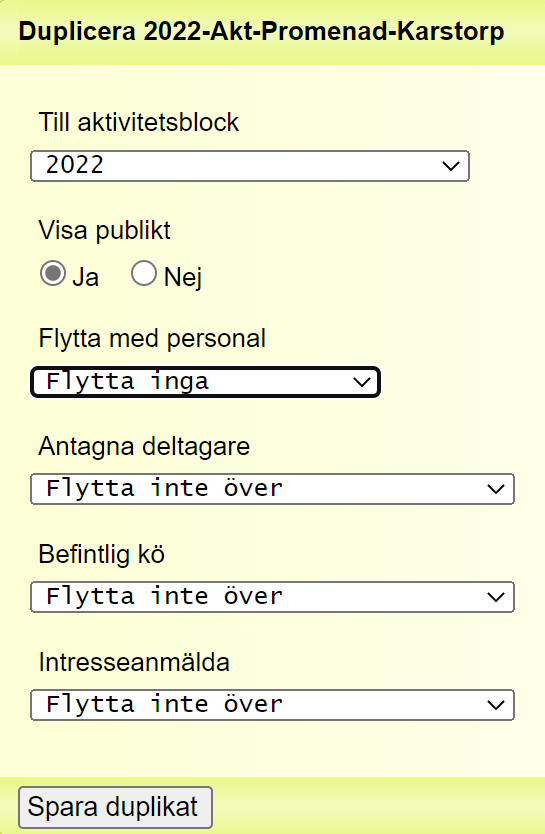 Duplicera 2022-Akt-Promenad-Karstorp
Till aktivitetsblock
2022
Visa publikt
Ja Nej
Flytta med personal
Flytta inga
Antagna deltagare
Flytta inte över
Befintlig kö
Flytta inte över
Intresseanmälda
Flytta inte över
Spara duplikat